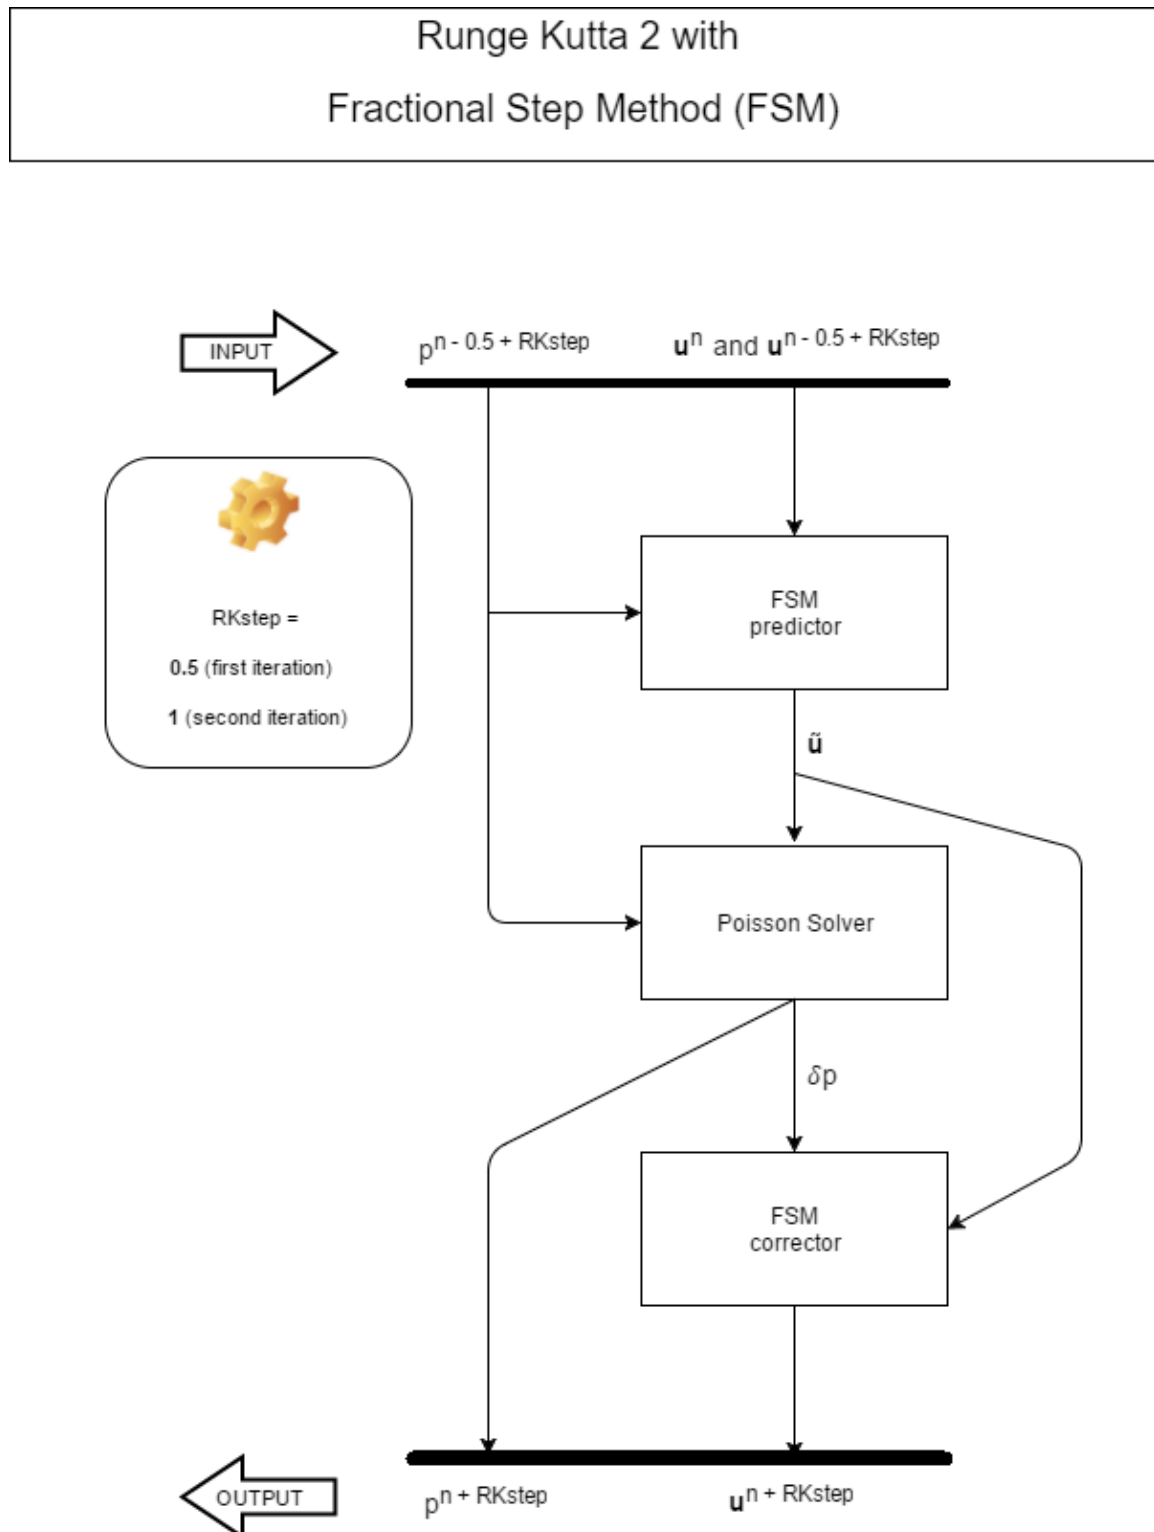 Runge Kutta 2 with
Fractional Step Method (FSM)
INPUT
pⁿ ⁻ ⁰·⁵ ⁺ ᴿᴷˢᵗᵉᵖ
𝐮ⁿ and 𝐮ⁿ ⁻ ⁰·⁵ ⁺ ᴿᴷˢᵗᵉᵖ
RKstep =
0.5 (first iteration)
1 (second iteration)
FSM
predictor
ũ
Poisson Solver
δp
FSM
corrector
OUTPUT
pⁿ ⁺ ᴿᴷˢᵗᵉᵖ
𝐮ⁿ ⁺ ᴿᴷˢᵗᵉᵖ